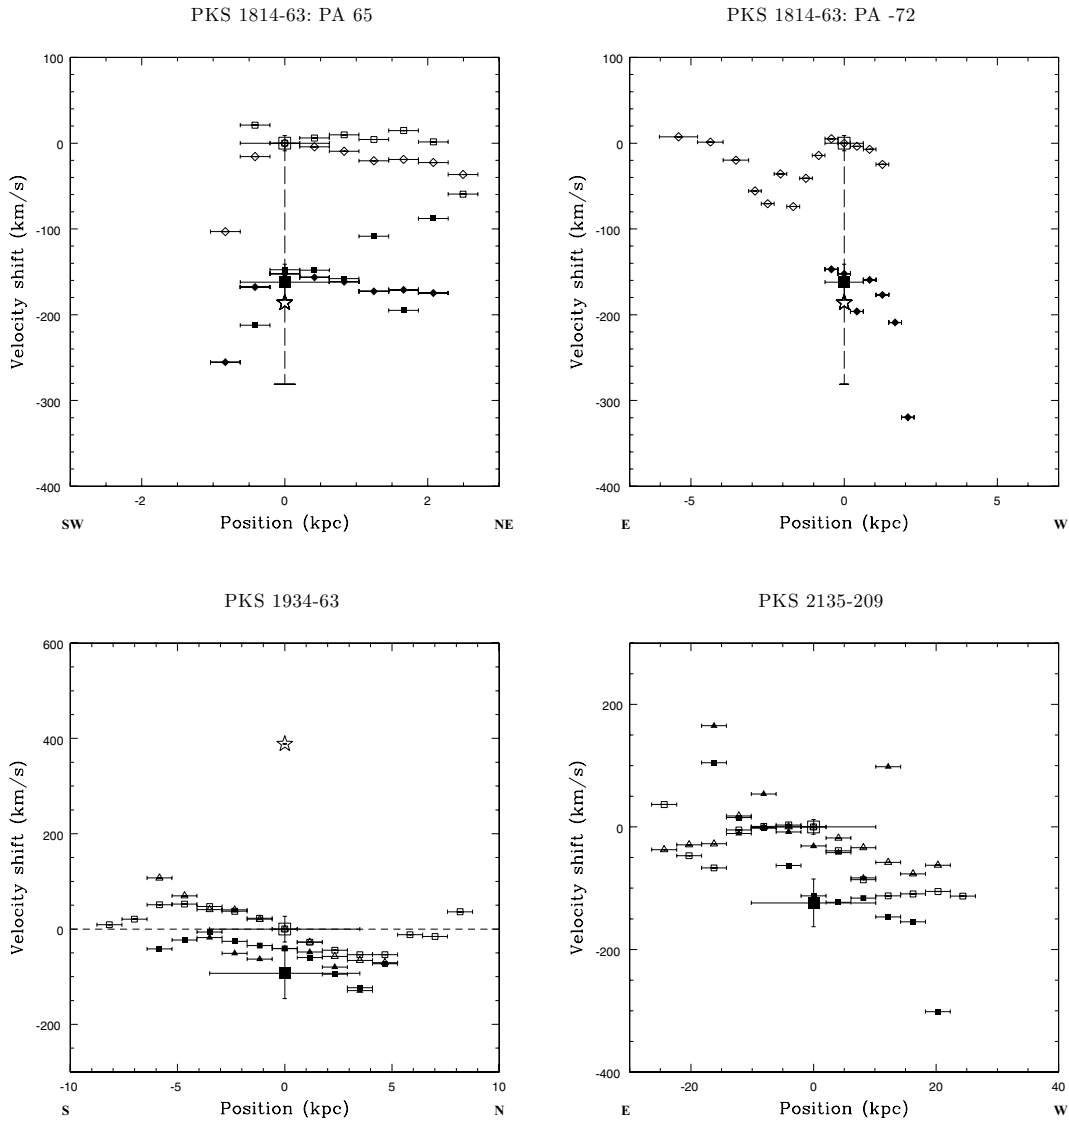 PKS 1814-63: PA 65
PKS 1814-63: PA -72
Velocity shift (km/s)
100
0
-100
-200
-300
-400
-2
0
2
SW
Position (kpc)
NE
Velocity shift (km/s)
100
0
-100
-200
-300
-400
-5
0
5
E
Position (kpc)
W
PKS 1934-63
PKS 2135-209
Velocity shift (km/s)
600
400
200
0
-200
-10
-5
0
5
10
S
Position (kpc)
N
Velocity shift (km/s)
200
0
-200
-400
-20
0
20
40
E
Position (kpc)
W